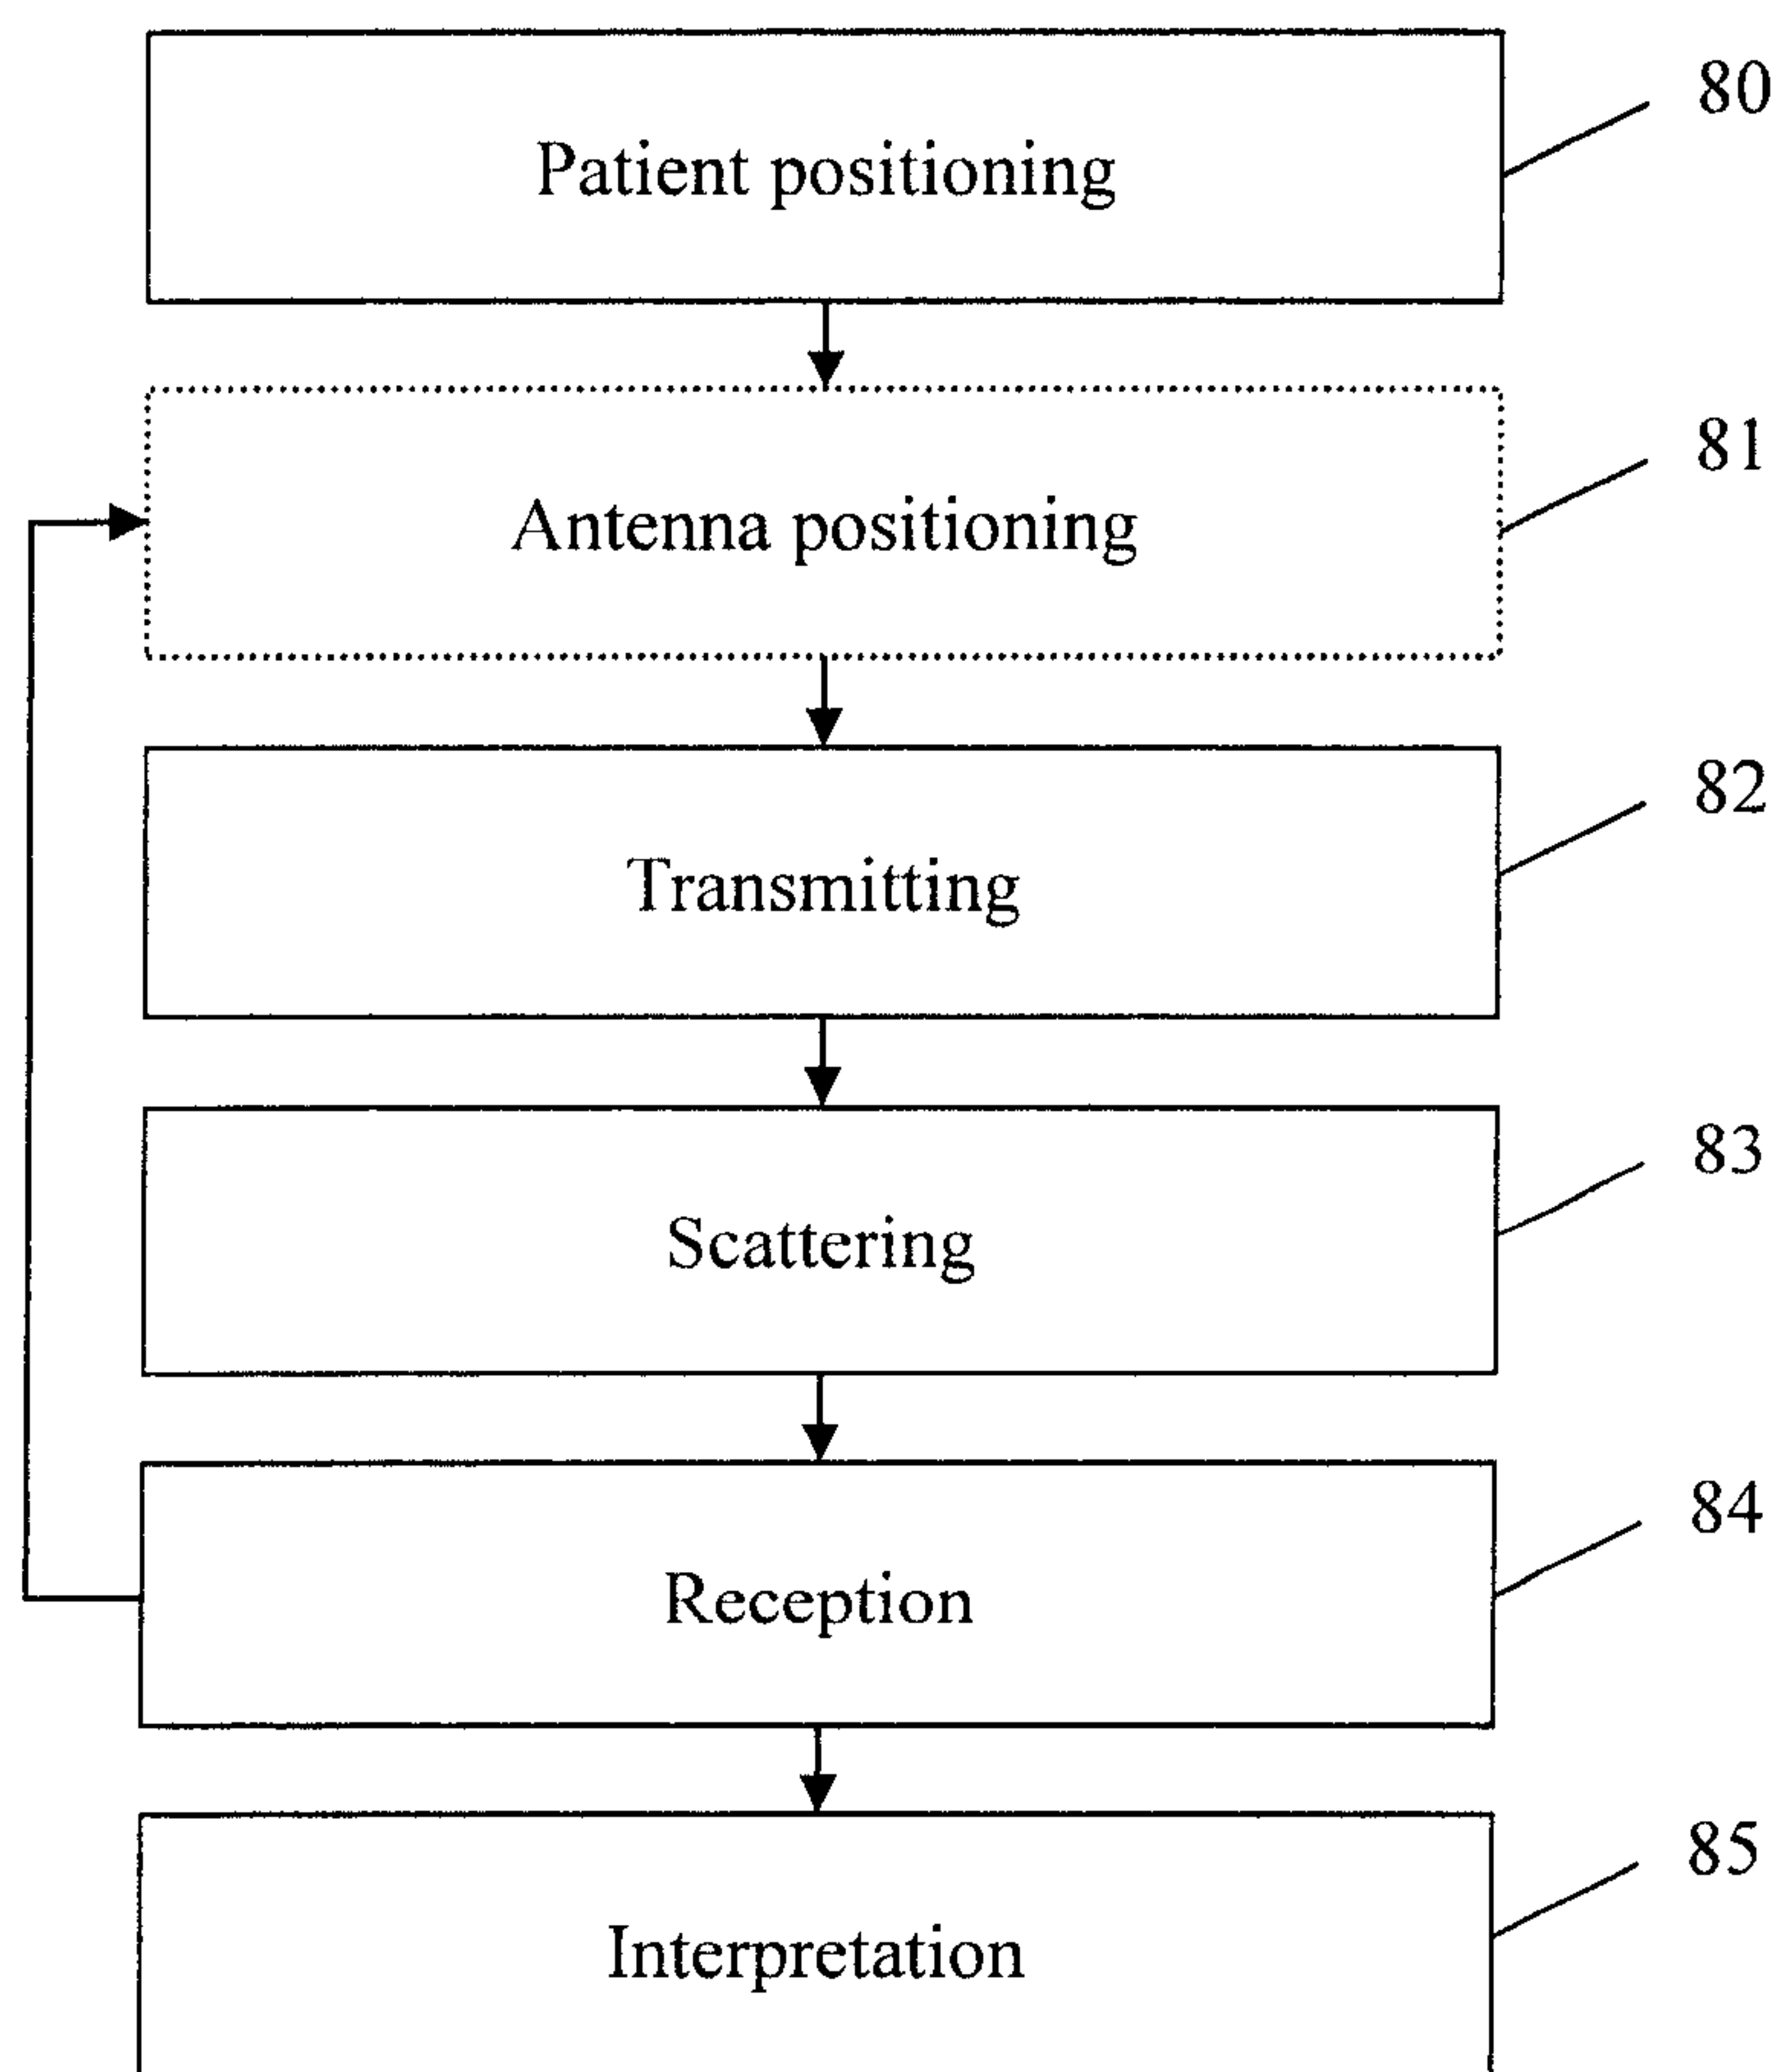 Patient positioning
80
Antenna positioning
81
Transmitting
82
Scattering
83
Reception
84
Interpretation
85